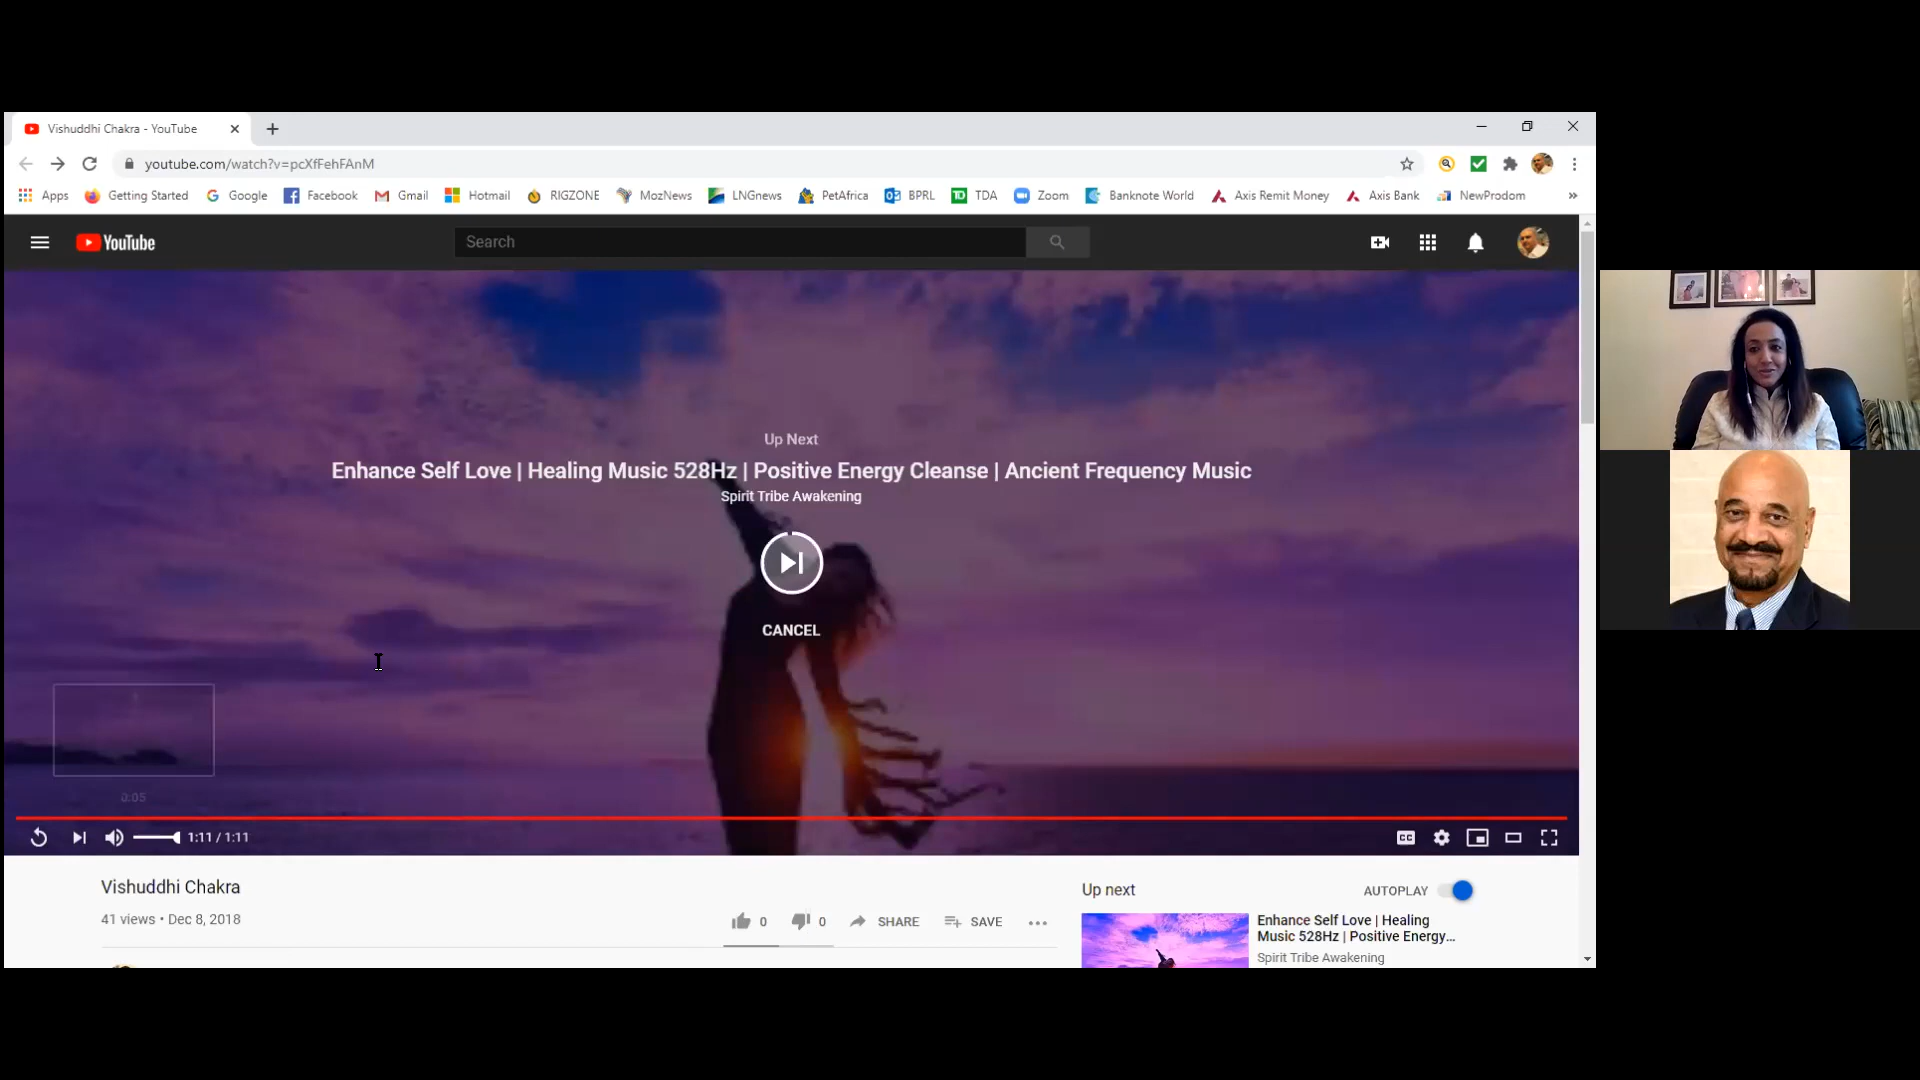 Vishuddhi Chakra - YouTube
youtube.com/watch?v=pcXfFehFAnM
Apps Getting Started Google Facebook Gmail Hotmail RIGZONE MozNews LNGnews PetAfrica BPRL TDA Zoom Banknote World Axis Remit Money Axis Bank NewProdom »
YouTube
Search
Up Next
Enhance Self Love | Healing Music 528Hz | Positive Energy Cleanse | Ancient Frequency Music
Spirit Tribe Awakening
CANCEL
0:05
1:11 / 1:11
CC
Vishuddhi Chakra
41 views • Dec 8, 2018
0 0 SHARE SAVE
Up next AUTOPLAY
Enhance Self Love | Healing
Music 528Hz | Positive Energy...
Spirit Tribe Awakening